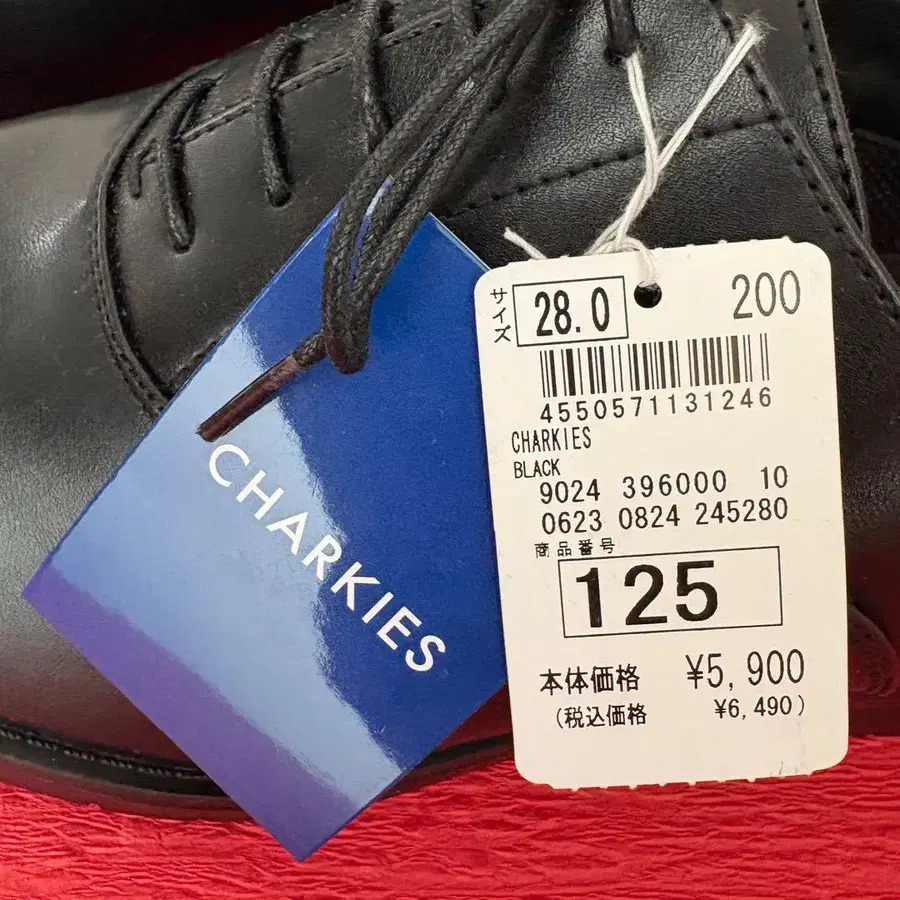 CHARKIES
サイズ 28.0 200
4550571131246
CHARKIES
BLACK
9024 396000 10
0623 0824 245280
商品番号
125
本体価格 ¥5,900
(税込価格 ¥6,490)